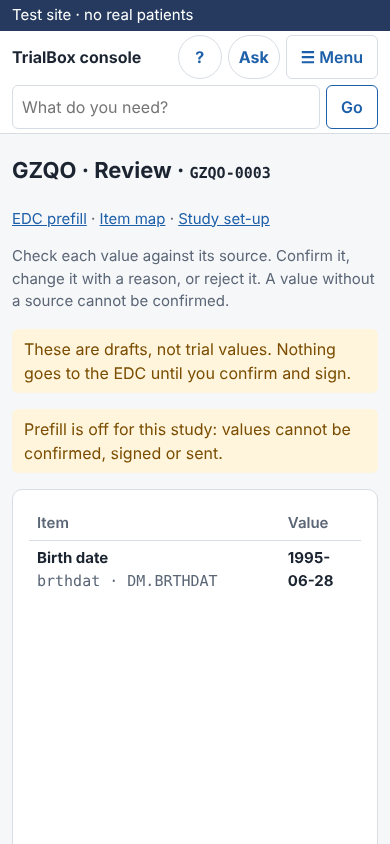 Test site · no real patients
TrialBox console
?
Ask
☰ Menu
What do you need?
Go
GZQO · Review · GZQO-0003
EDC prefill · Item map · Study set-up
Check each value against its source. Confirm it,
change it with a reason, or reject it. A value without
a source cannot be confirmed.
These are drafts, not trial values. Nothing
goes to the EDC until you confirm and sign.
Prefill is off for this study: values cannot be
confirmed, signed or sent.
Item Value
Birth date 1995-
brthdat · DM.BRTHDAT 06-28